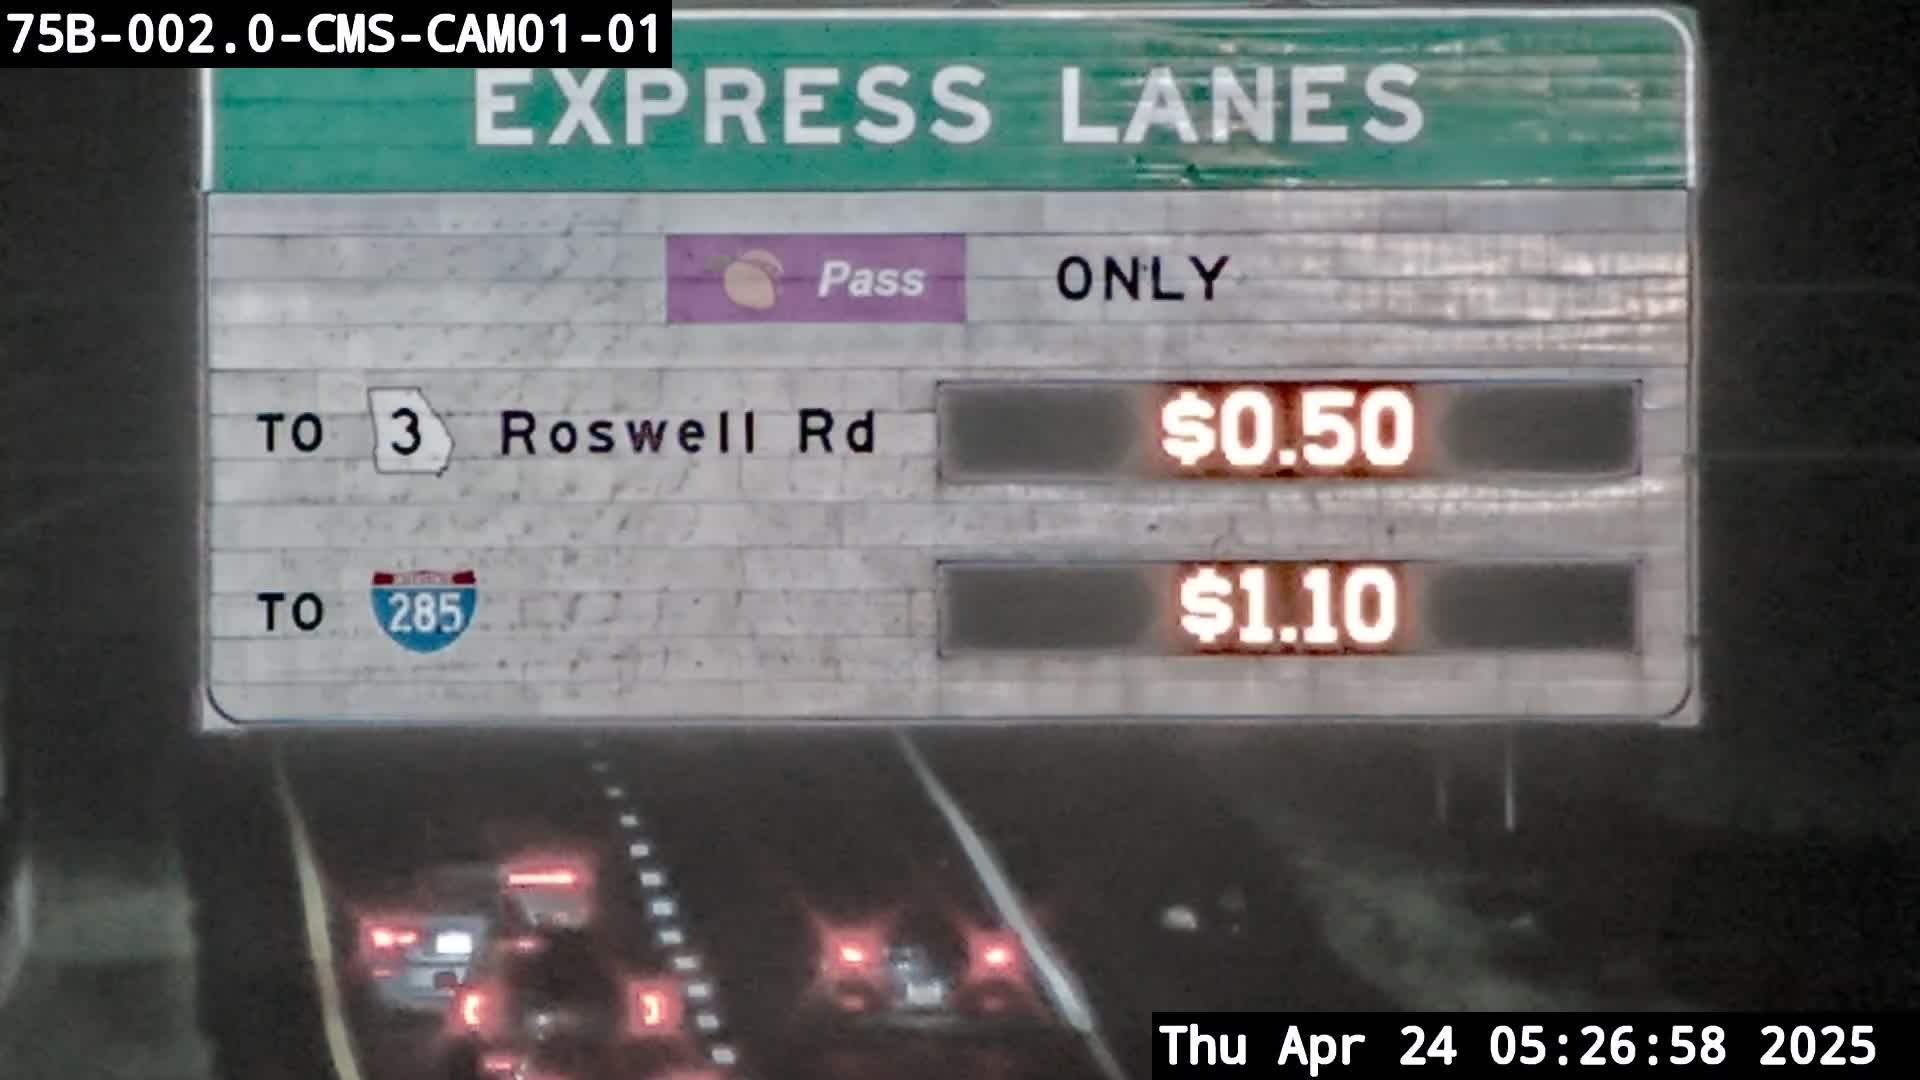 75B-002.0-CMS-CAM01-01
EXPRESS LANES
Pass ONLY
TO 3 Roswell Rd $0.50
TO 285 $1.10
Thu Apr 24 05:26:58 2025